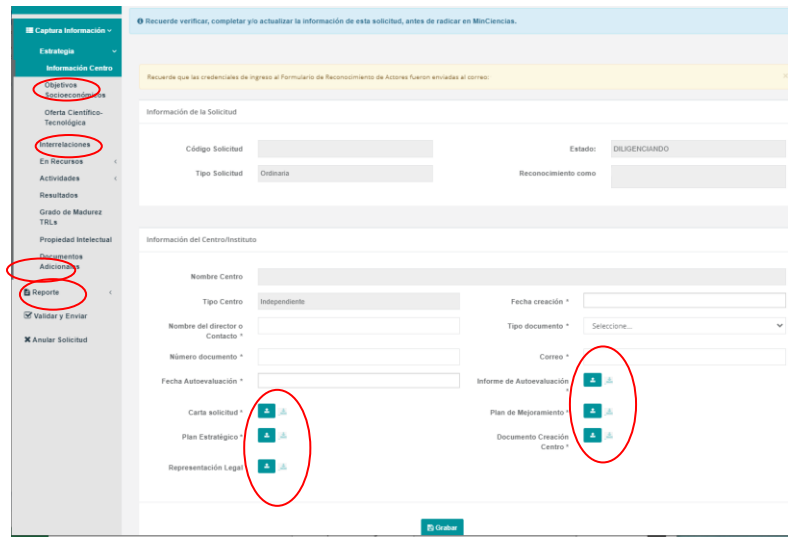 Captura Información
Estrategia
Información Centro
Objetivos
Socioeconómicos
Oferta Científico-
Tecnológica
Interrelaciones
En Recursos
Actividades
Resultados
Grado de Madurez
TRLs
Propiedad Intelectual
Documentos
Adicionales
Reporte
Validar y Enviar
Anular Solicitud
Recuerde verificar, completar y/o actualizar la información de esta solicitud, antes de radicar en MinCiencias.
Recuerde que las credenciales de ingreso al Formulario de Reconocimiento de Actores fueron enviadas al correo:
Información de la Solicitud
Código Solicitud
Estado: DILIGENCIANDO
Tipo Solicitud Ordinaria
Reconocimiento como
Información del Centro/Instituto
Nombre Centro
Tipo Centro Independiente
Fecha creación *
Nombre del director o
Contacto *
Tipo documento * Seleccione...
Número documento *
Correo *
Fecha Autoevaluación *
Informe de Autoevaluación
*
Carta solicitud *
Plan de Mejoramiento *
Plan Estratégico *
Documento Creación
Centro *
Representación Legal
Grabar